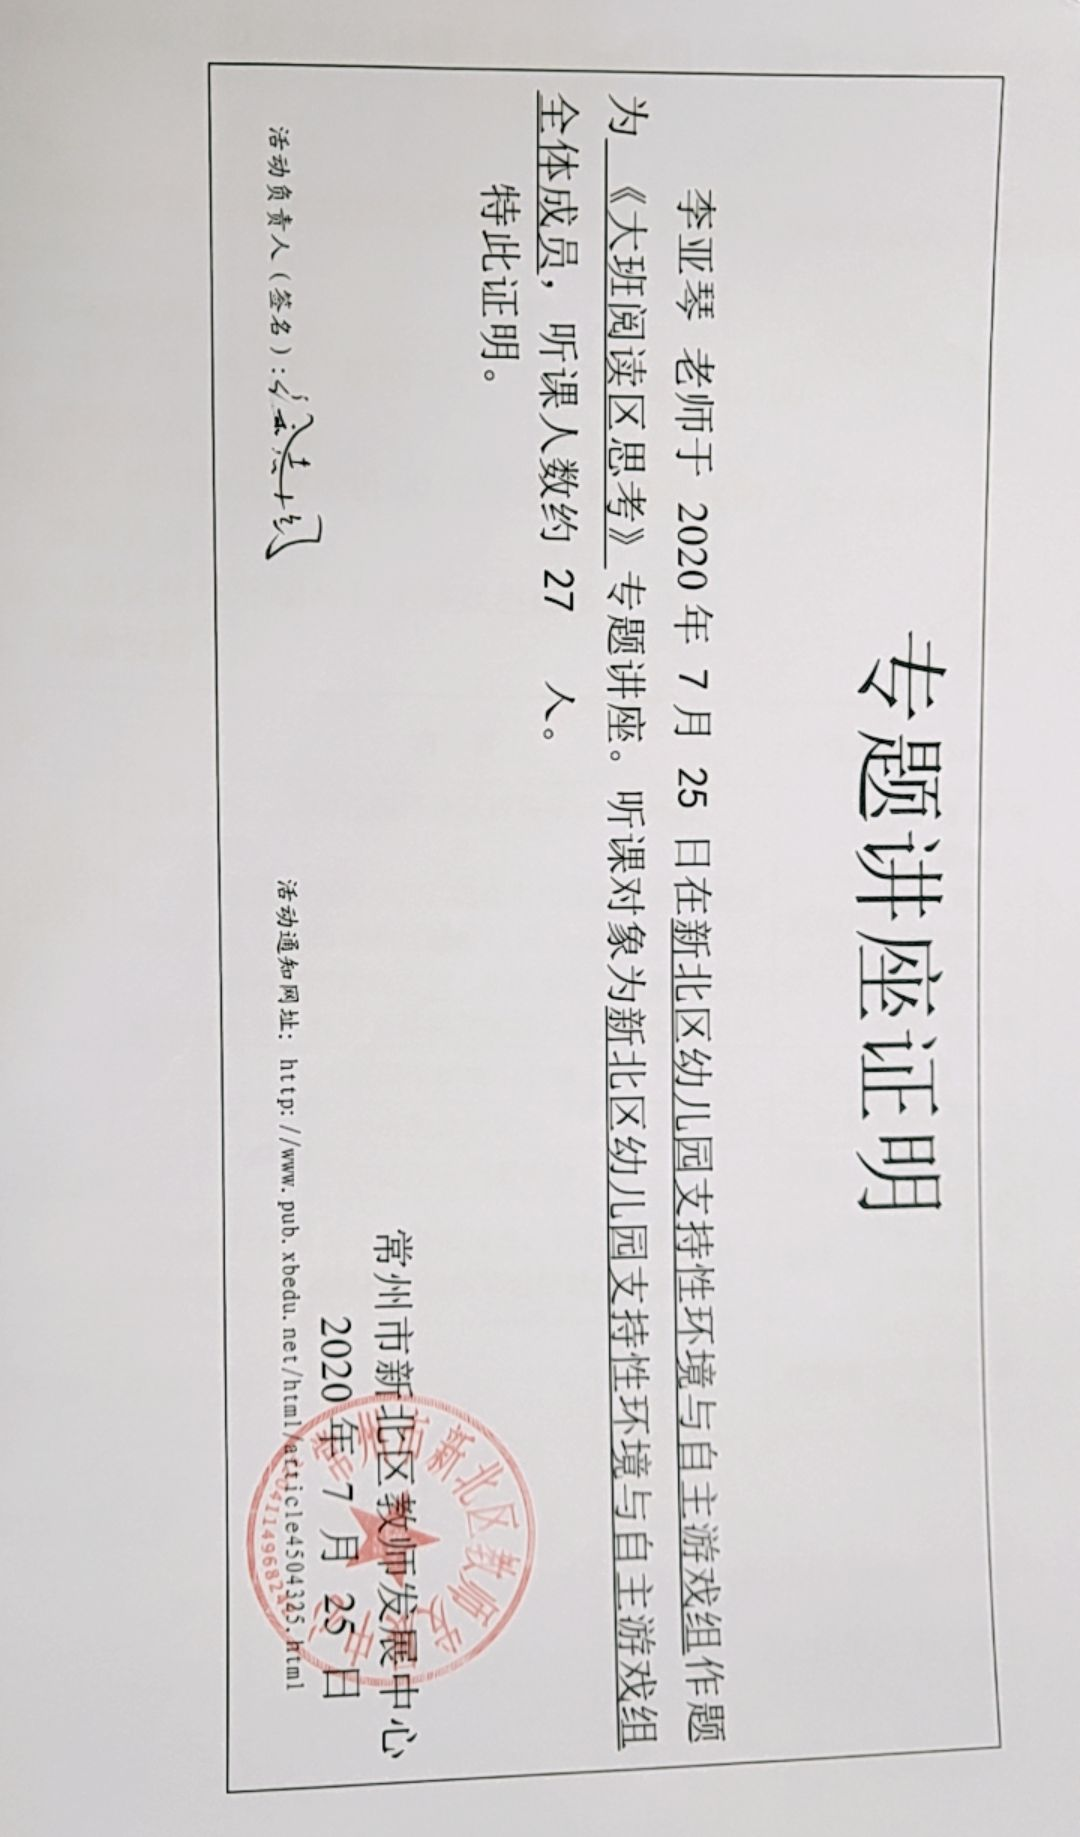 专题讲座证明
李亚琴 老师于 2020 年 7 月 25 日在新北区幼儿园支持性环境与自主游戏组作题
为 《大班阅读区思考》 专题讲座。听课对象为新北区幼儿园支持性环境与自主游戏组
全体成员，听课人数约 27 人。
特此证明。
常州市新北区教师发展中心
2020 年 7 月 25 日
活动负责人（签名）：
活动通知网址：http://www.pub.xbedu.net/html/article4504325.html